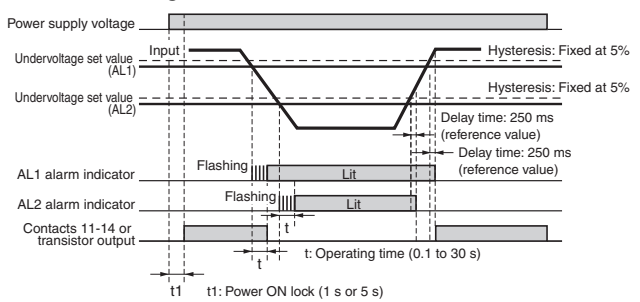 Power supply voltage
Input
Undervoltage set value
(AL1)
Hysteresis: Fixed at 5%
Undervoltage set value
(AL2)
Hysteresis: Fixed at 5%
Delay time: 250 ms
(reference value)
Delay time: 250 ms
(reference value)
AL1 alarm indicator
Flashing
Lit
AL2 alarm indicator
Flashing
Lit
Contacts 11-14 or
transistor output
t
t
t: Operating time (0.1 to 30 s)
t1
t1: Power ON lock (1 s or 5 s)